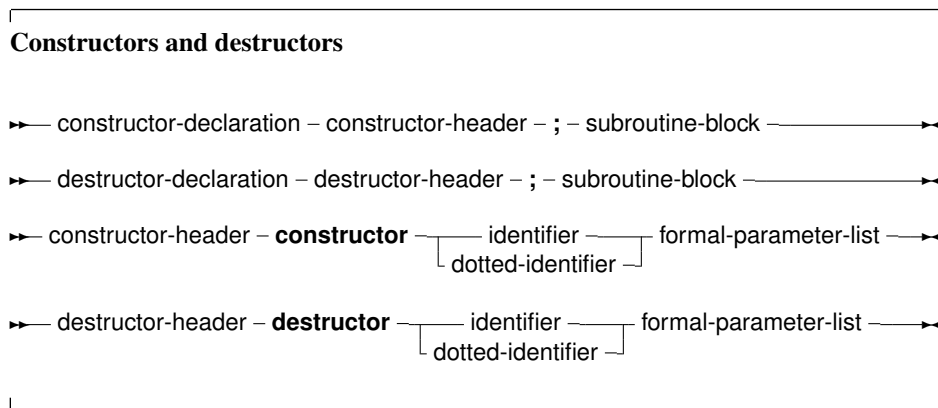 Constructors and destructors
constructor-declaration constructor-header ; subroutine-block
destructor-declaration destructor-header ; subroutine-block
constructor-header constructor identifier formal-parameter-list
dotted-identifier
destructor-header destructor identifier formal-parameter-list
dotted-identifier